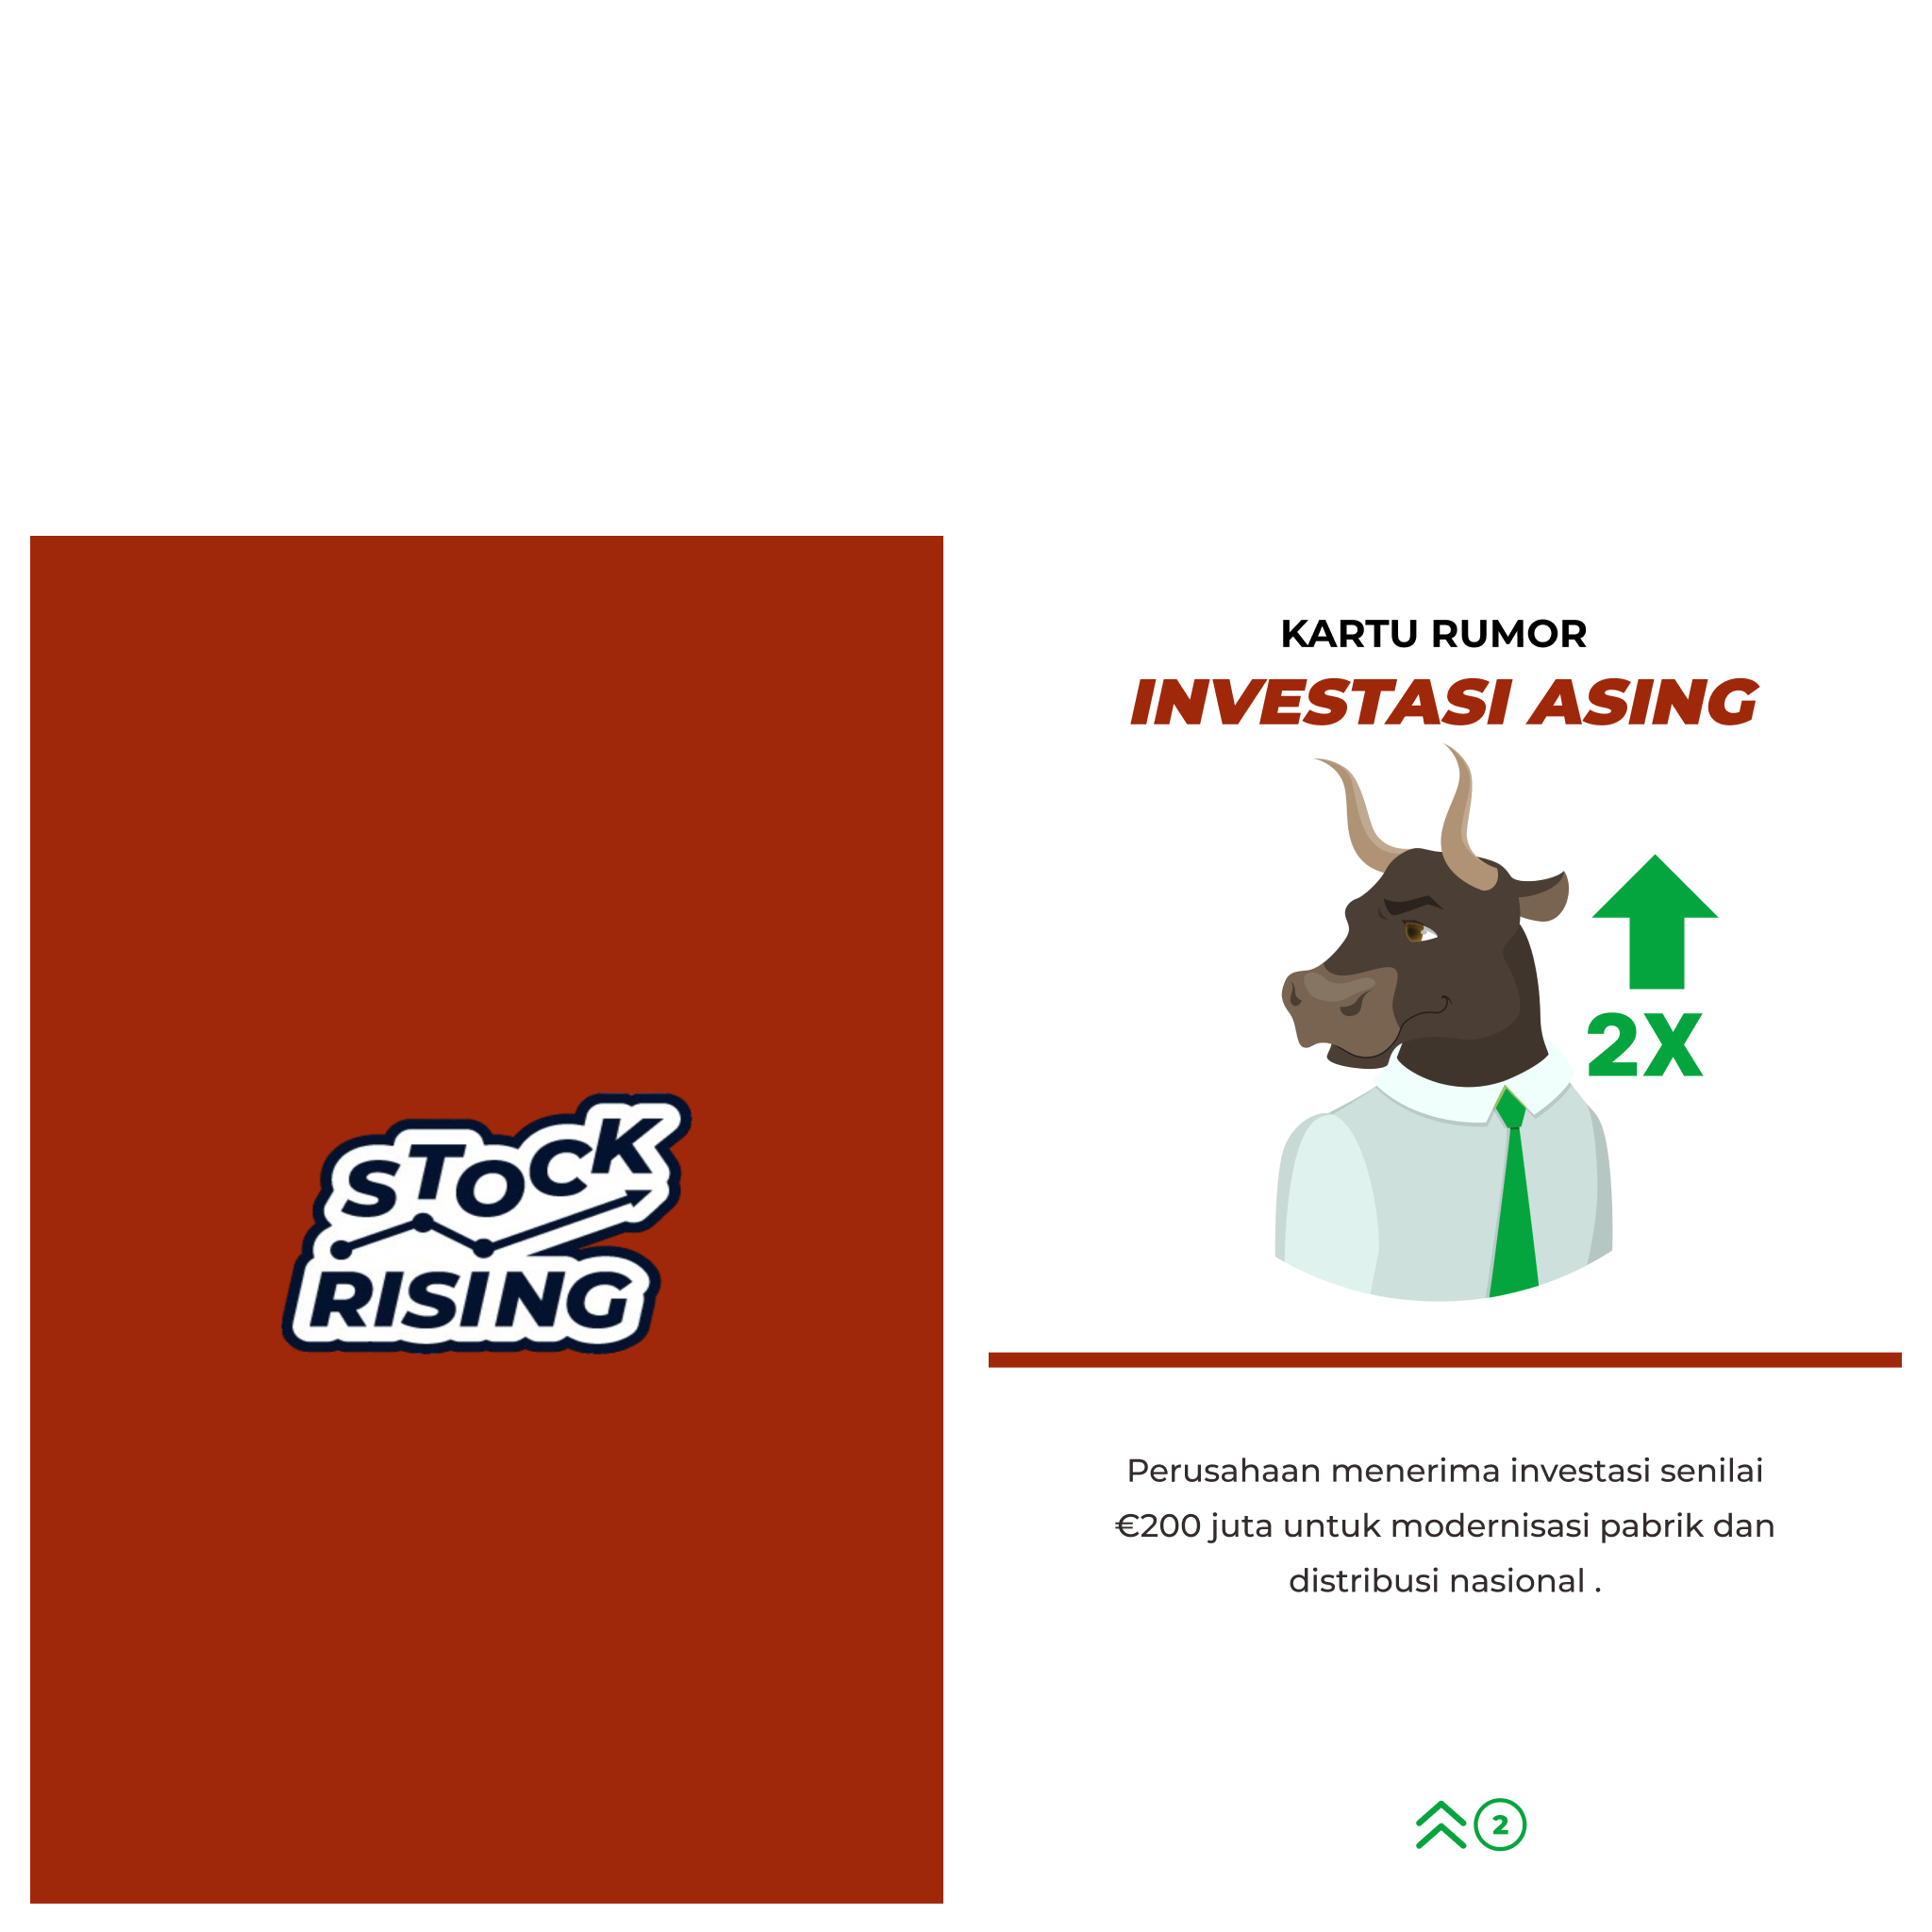 STOCK
RISING
KARTU RUMOR
INVESTASI ASING
2X
Perusahaan menerima investasi senilai
€200 juta untuk modernisasi pabrik dan
distribusi nasional .
2